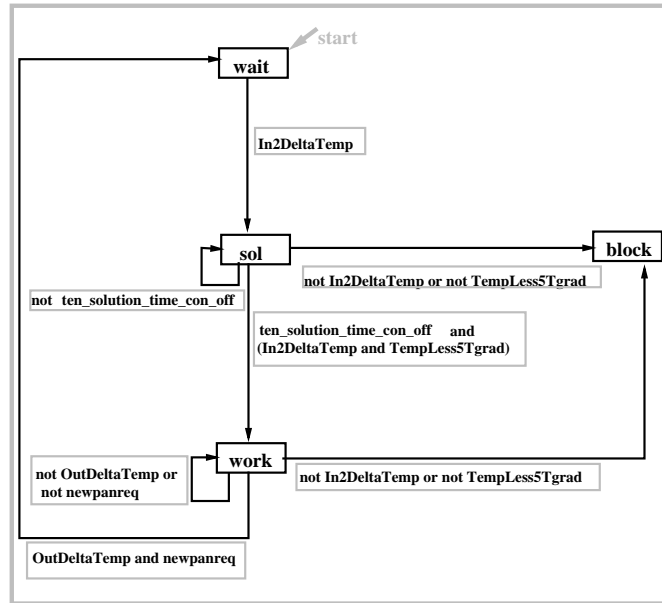 start
wait
In2DeltaTemp
sol
block
not In2DeltaTemp or not TempLess5Tgrad
not ten_solution_time_con_off
ten_solution_time_con_off and
(In2DeltaTemp and TempLess5Tgrad)
work
not OutDeltaTemp or
not newpanreq
not In2DeltaTemp or not TempLess5Tgrad
OutDeltaTemp and newpanreq